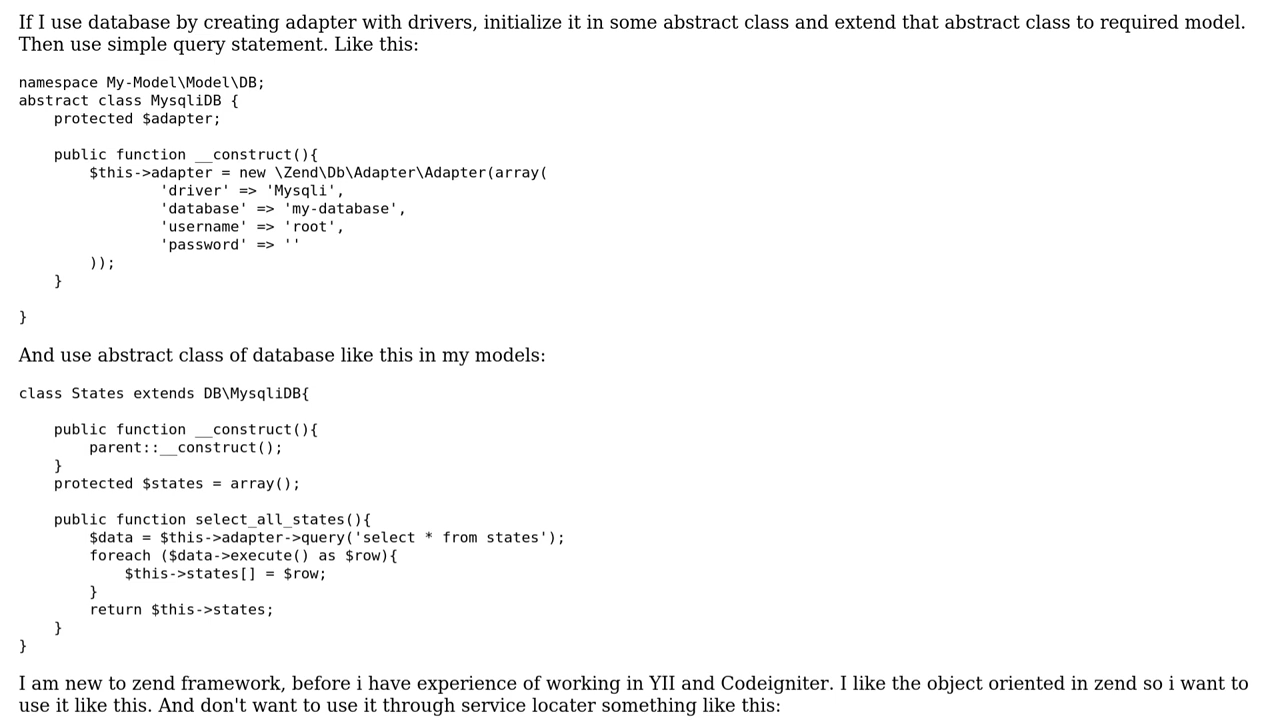 If I use database by creating adapter with drivers, initialize it in some abstract class and extend that abstract class to required model.
Then use simple query statement. Like this:
namespace My-Model\Model\DB;
abstract class MysqliDB {
    protected $adapter;
    public function __construct(){
        $this->adapter = new \Zend\Db\Adapter\Adapter(array(
                'driver' => 'Mysqli',
                'database' => 'my-database',
                'username' => 'root',
                'password' => ''
        ));
    }
}
And use abstract class of database like this in my models:
class States extends DB\MysqliDB{
    public function __construct(){
        parent::__construct();
    }
    protected $states = array();
    public function select_all_states(){
        $data = $this->adapter->query('select * from states');
        foreach ($data->execute() as $row){
            $this->states[] = $row;
        }
        return $this->states;
    }
}
I am new to zend framework, before i have experience of working in YII and Codeigniter. I like the object oriented in zend so i want to
use it like this. And don't want to use it through service locater something like this: